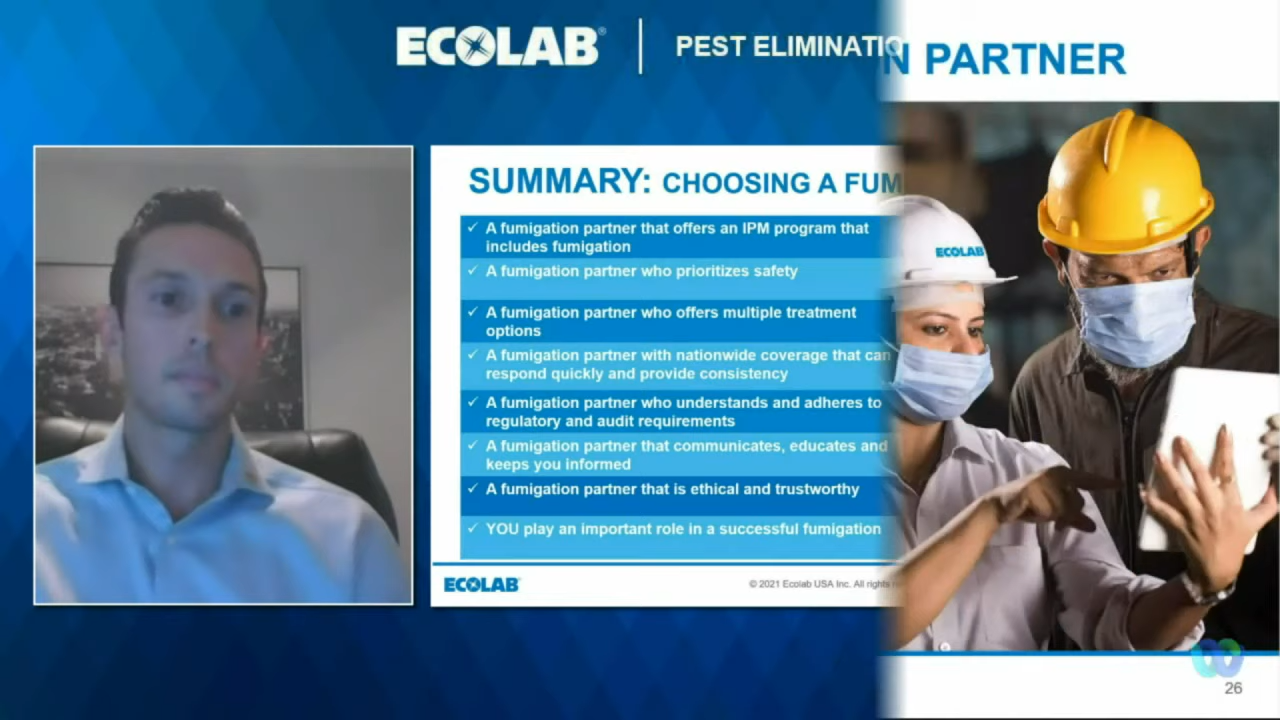 ECOLAB®
PEST ELIMINATIO
N PARTNER
SUMMARY: CHOOSING A FUM
✓ A fumigation partner that offers an IPM program that
includes fumigation
✓ A fumigation partner who prioritizes safety
✓ A fumigation partner who offers multiple treatment
options
✓ A fumigation partner with nationwide coverage that can
respond quickly and provide consistency
✓ A fumigation partner who understands and adheres to
regulatory and audit requirements
✓ A fumigation partner that communicates, educates and
keeps you informed
✓ A fumigation partner that is ethical and trustworthy
✓ YOU play an important role in a successful fumigation
ECOLAB
ECOLAB
© 2021 Ecolab USA Inc. All rights
26